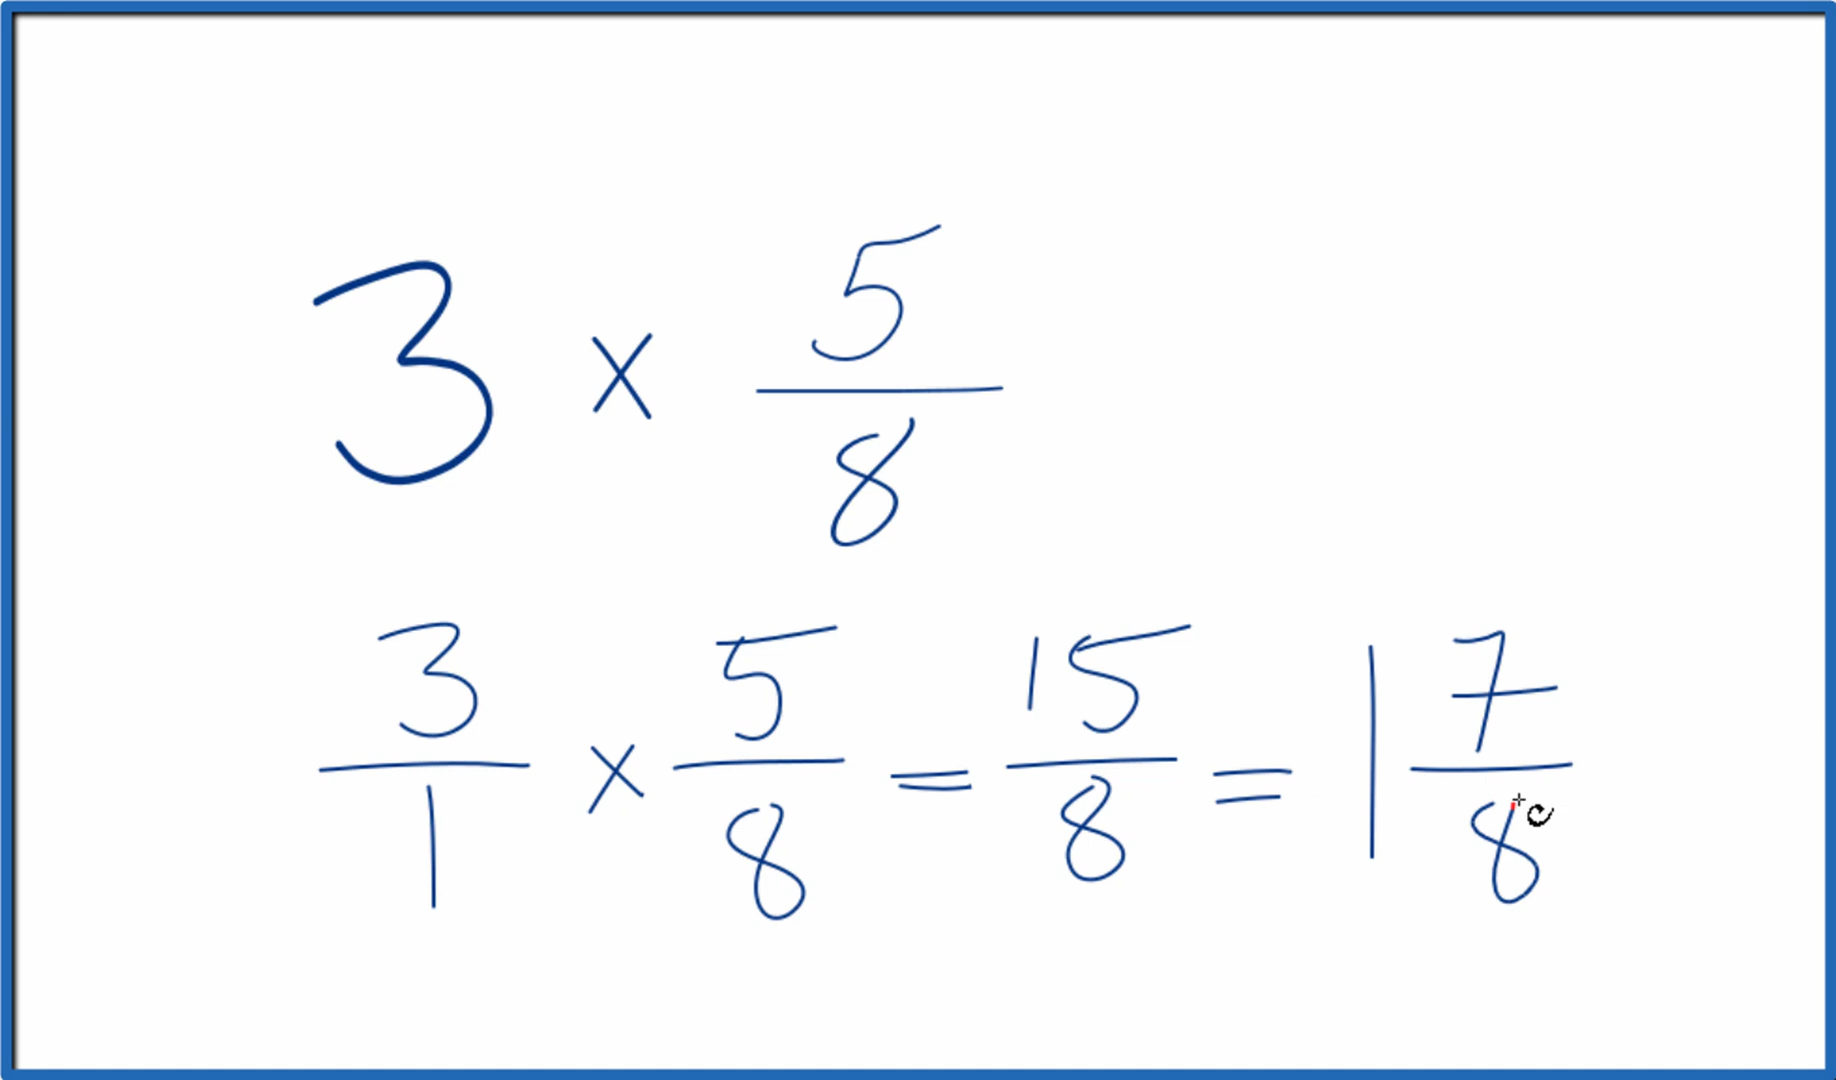 3 × 5/8
3/1 × 5/8 = 15/8 = 1 7/8